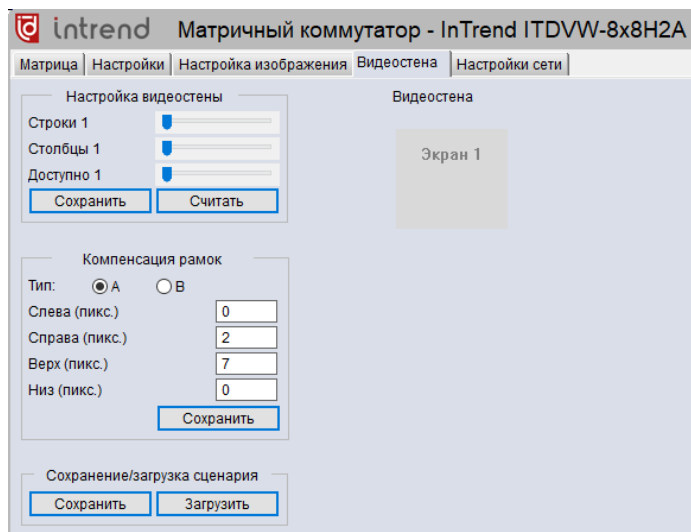 intrend Матричный коммутатор - InTrend ITDVW-8x8H2A
Матрица Настройки Настройка изображения Видеостена Настройки сети
Настройка видеостены
Строки 1
Столбцы 1
Доступно 1
Сохранить Считать
Видеостена
Экран 1
Компенсация рамок
Тип: A B
Слева (пикс.) 0
Справа (пикс.) 2
Верх (пикс.) 7
Низ (пикс.) 0
Сохранить
Сохранение/загрузка сценария
Сохранить Загрузить